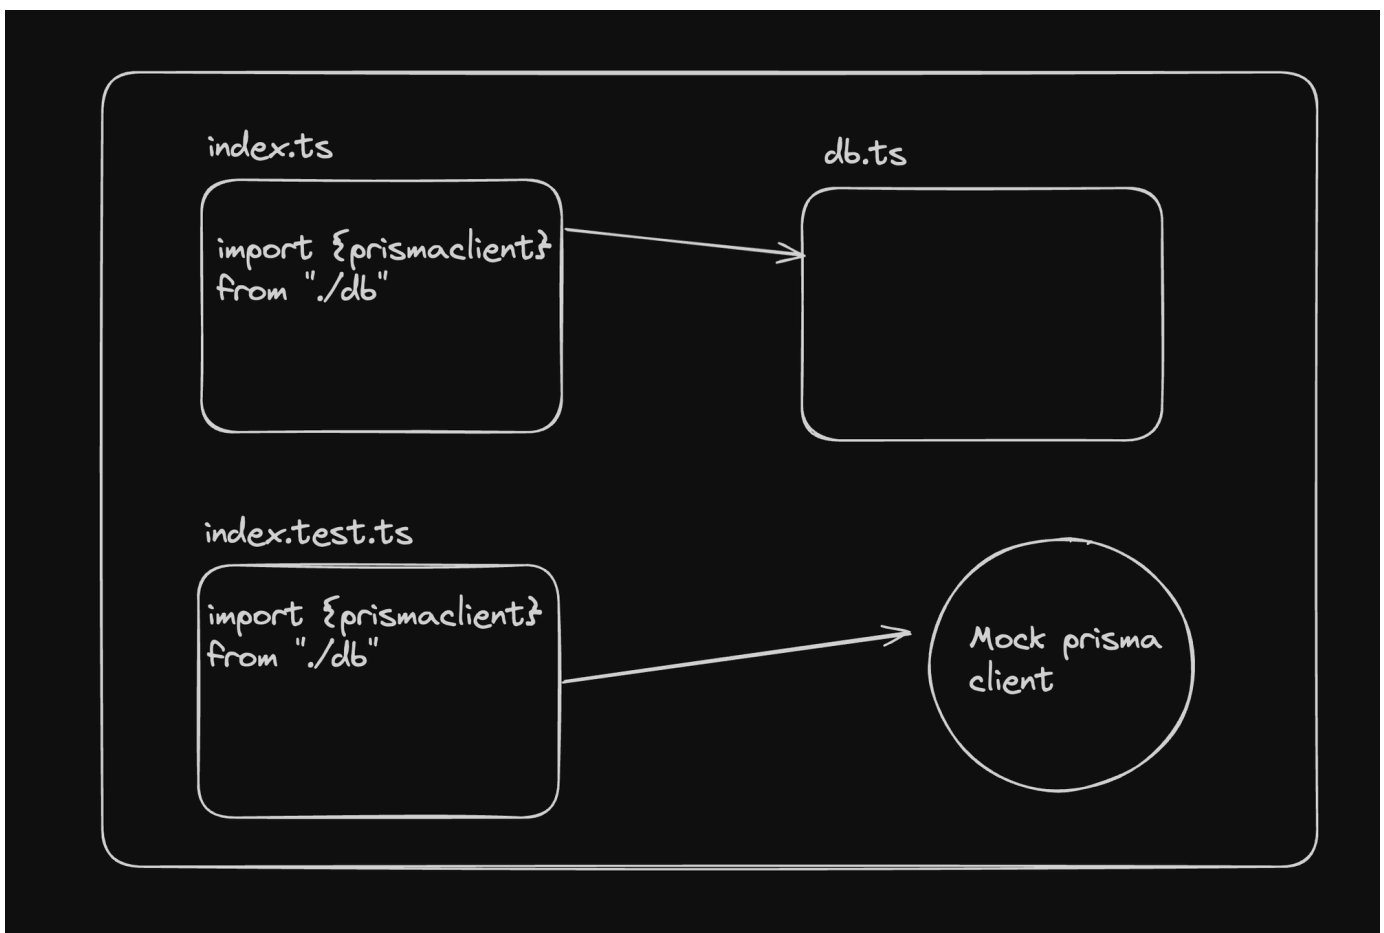 index.ts
import {prismaclient}
from "./db"
db.ts
index.test.ts
import {prismaclient}
from "./db"
Mock prisma
client